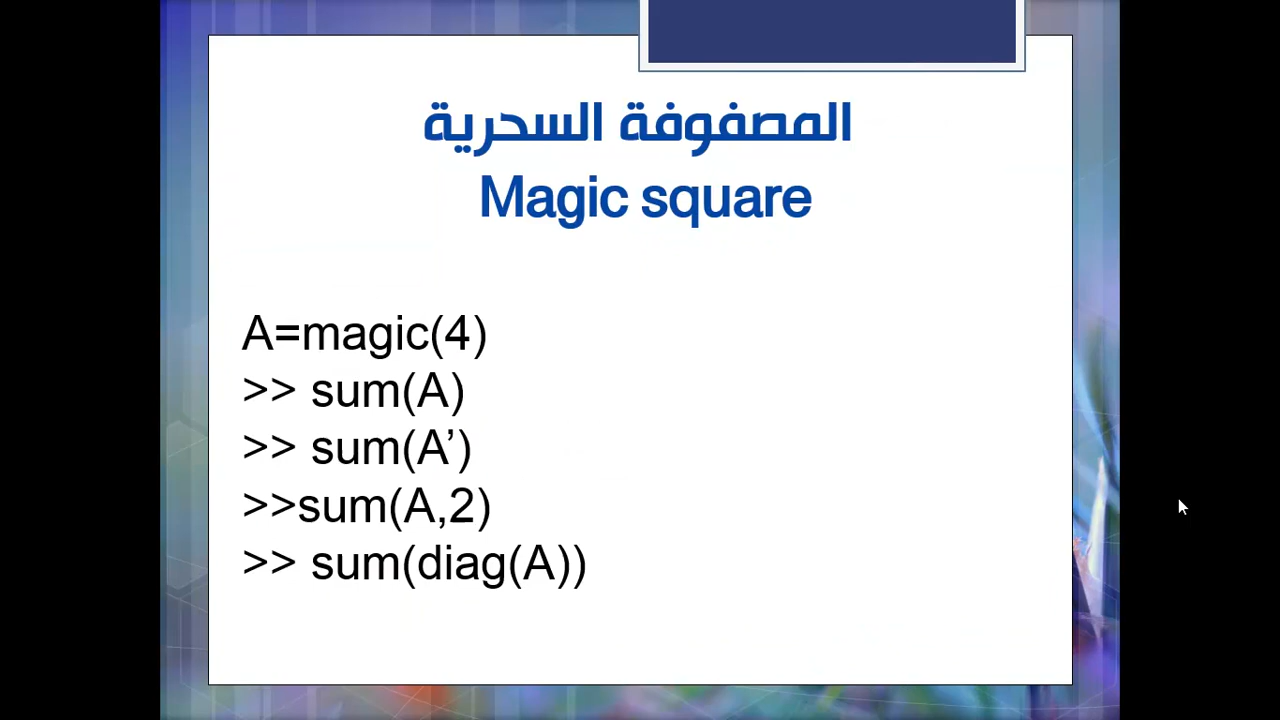 المصفوفة السحرية
Magic square
A=magic(4)
>> sum(A)
>> sum(A’)
>>sum(A,2)
>> sum(diag(A))